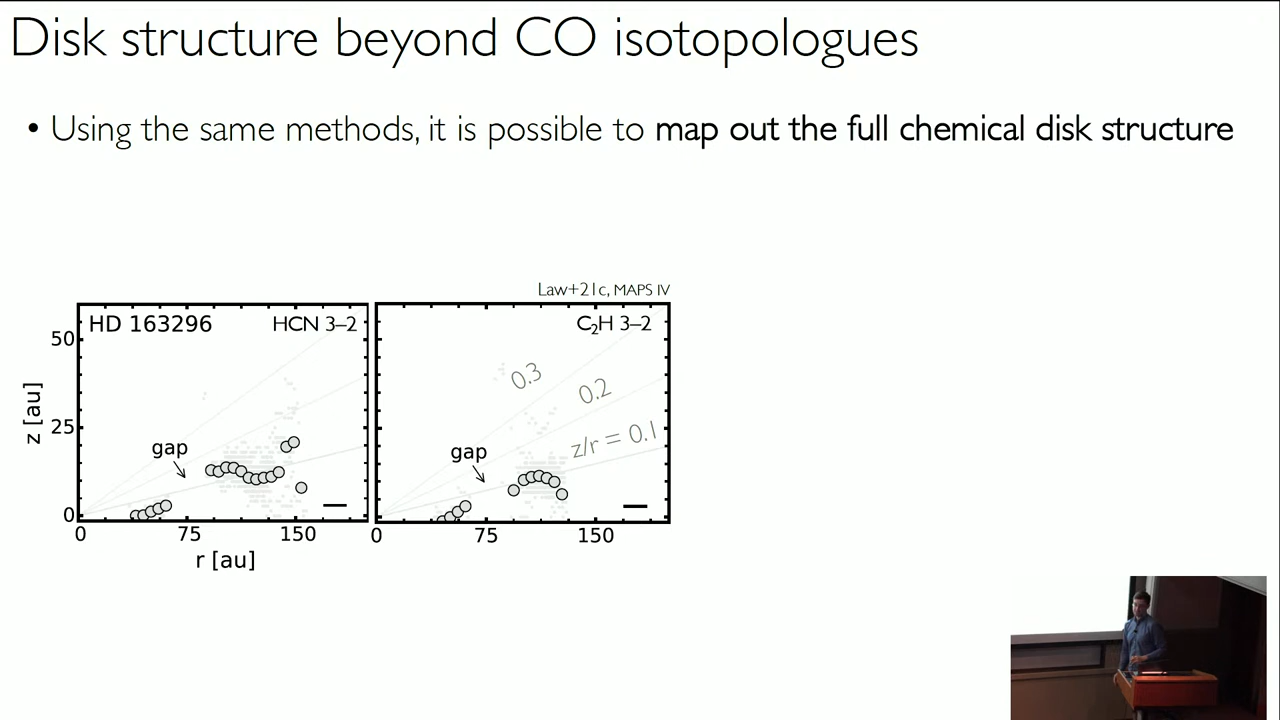 Disk structure beyond CO isotopologues
• Using the same methods, it is possible to map out the full chemical disk structure
Law+21c, MAPS IV
HD 163296 HCN 3–2
C₂H 3–2
50
25
0
z [au]
gap
0 75 150
r [au]
0.3
0.2
z/r = 0.1
gap
0 75 150